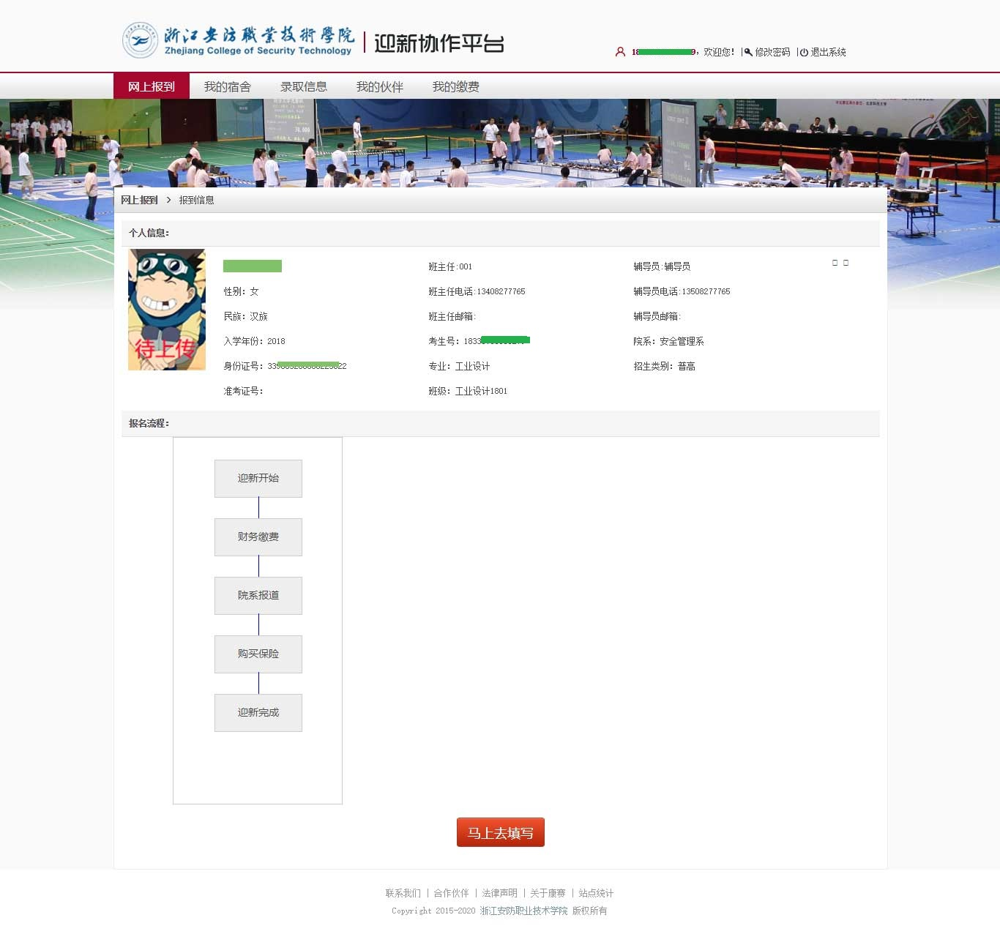 浙江安防職業技術學院
Zhejiang College of Security Technology
迎新协作平台
，欢迎您！ |修改密码 |退出系统
网上报到 我的宿舍 录取信息 我的伙伴 我的缴费
网上报到 > 报到信息
个人信息：
班主任:001 辅导员:辅导员
性别：女 班主任电话:13408277765 辅导员电话:13508277765
民族：汉族 班主任邮箱: 辅导员邮箱:
入学年份：2018 考生号：1833 院系：安全管理系
身份证号： 专业：工业设计 招生类别：普高
准考证号： 班级：工业设计1801
待上传
报名流程：
迎新开始
财务缴费
院系报道
购买保险
迎新完成
马上去填写
联系我们 | 合作伙伴 | 法律声明 | 关于康赛 | 站点统计
Copyright 2015-2020 浙江安防职业技术学院 版权所有